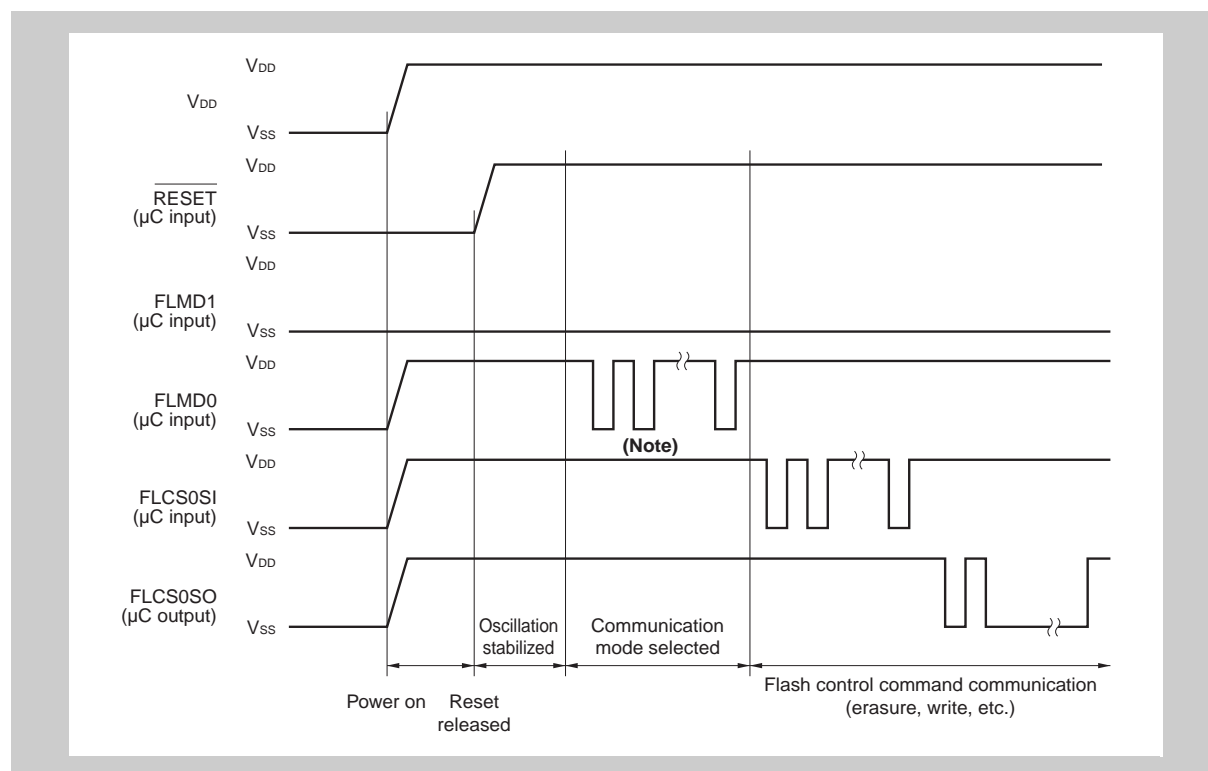 VDD
VDD
VSS
VDD
RESET
(µC input)
VSS
VDD
FLMD1
(µC input)
VSS
VDD
FLMD0
(µC input)
VSS
(Note)
VDD
FLCS0SI
(µC input)
VSS
VDD
FLCS0SO
(µC output)
VSS
Oscillation
stabilized
Communication
mode selected
Power on
Reset
released
Flash control command communication
(erasure, write, etc.)